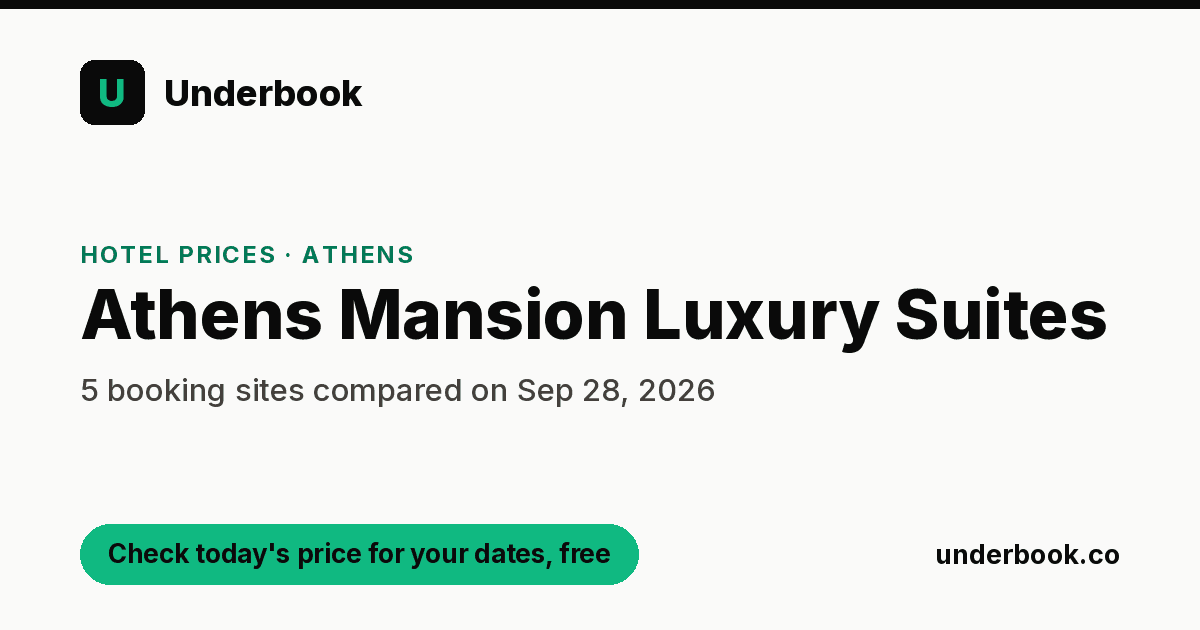 U Underbook
HOTEL PRICES · ATHENS
Athens Mansion Luxury Suites
5 booking sites compared on Sep 28, 2026
Check today's price for your dates, free
underbook.co